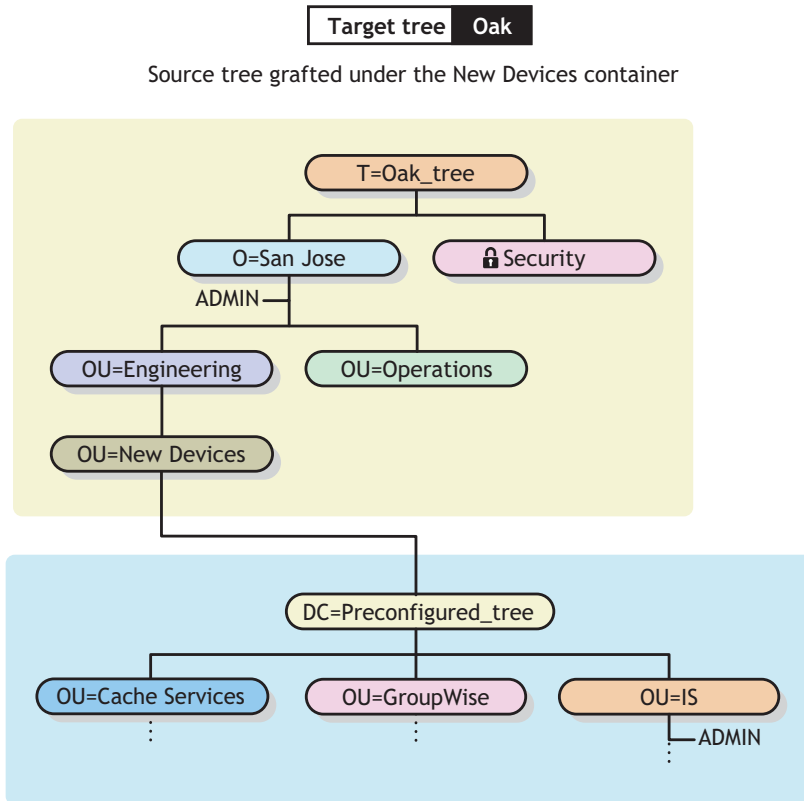 Target tree Oak
Source tree grafted under the New Devices container
T=Oak_tree
O=San Jose
Security
ADMIN
OU=Engineering
OU=Operations
OU=New Devices
DC=Preconfigured_tree
OU=Cache Services
OU=GroupWise
OU=IS
ADMIN